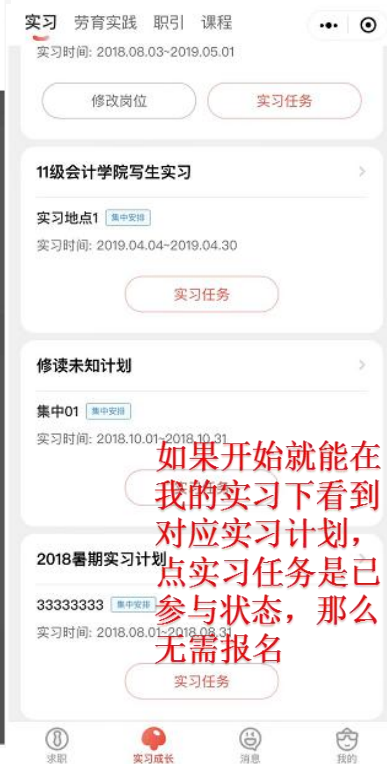 实习 劳育实践 职引 课程
实习时间: 2018.08.03~2019.05.01
修改岗位 实习任务
11级会计学院写生实习
实习地点1 集中安排
实习时间: 2019.04.04~2019.04.30
实习任务
修读未知计划
集中01 集中安排
实习时间: 2018.10.01~2018.10.31
如果开始就能在
我的实习下看到
对应实习计划，
点实习任务是已
参与状态，那么
无需报名
2018暑期实习计划
33333333 集中安排
实习时间: 2018.08.01~2018.08.31
实习任务
求职 实习成长 消息 我的